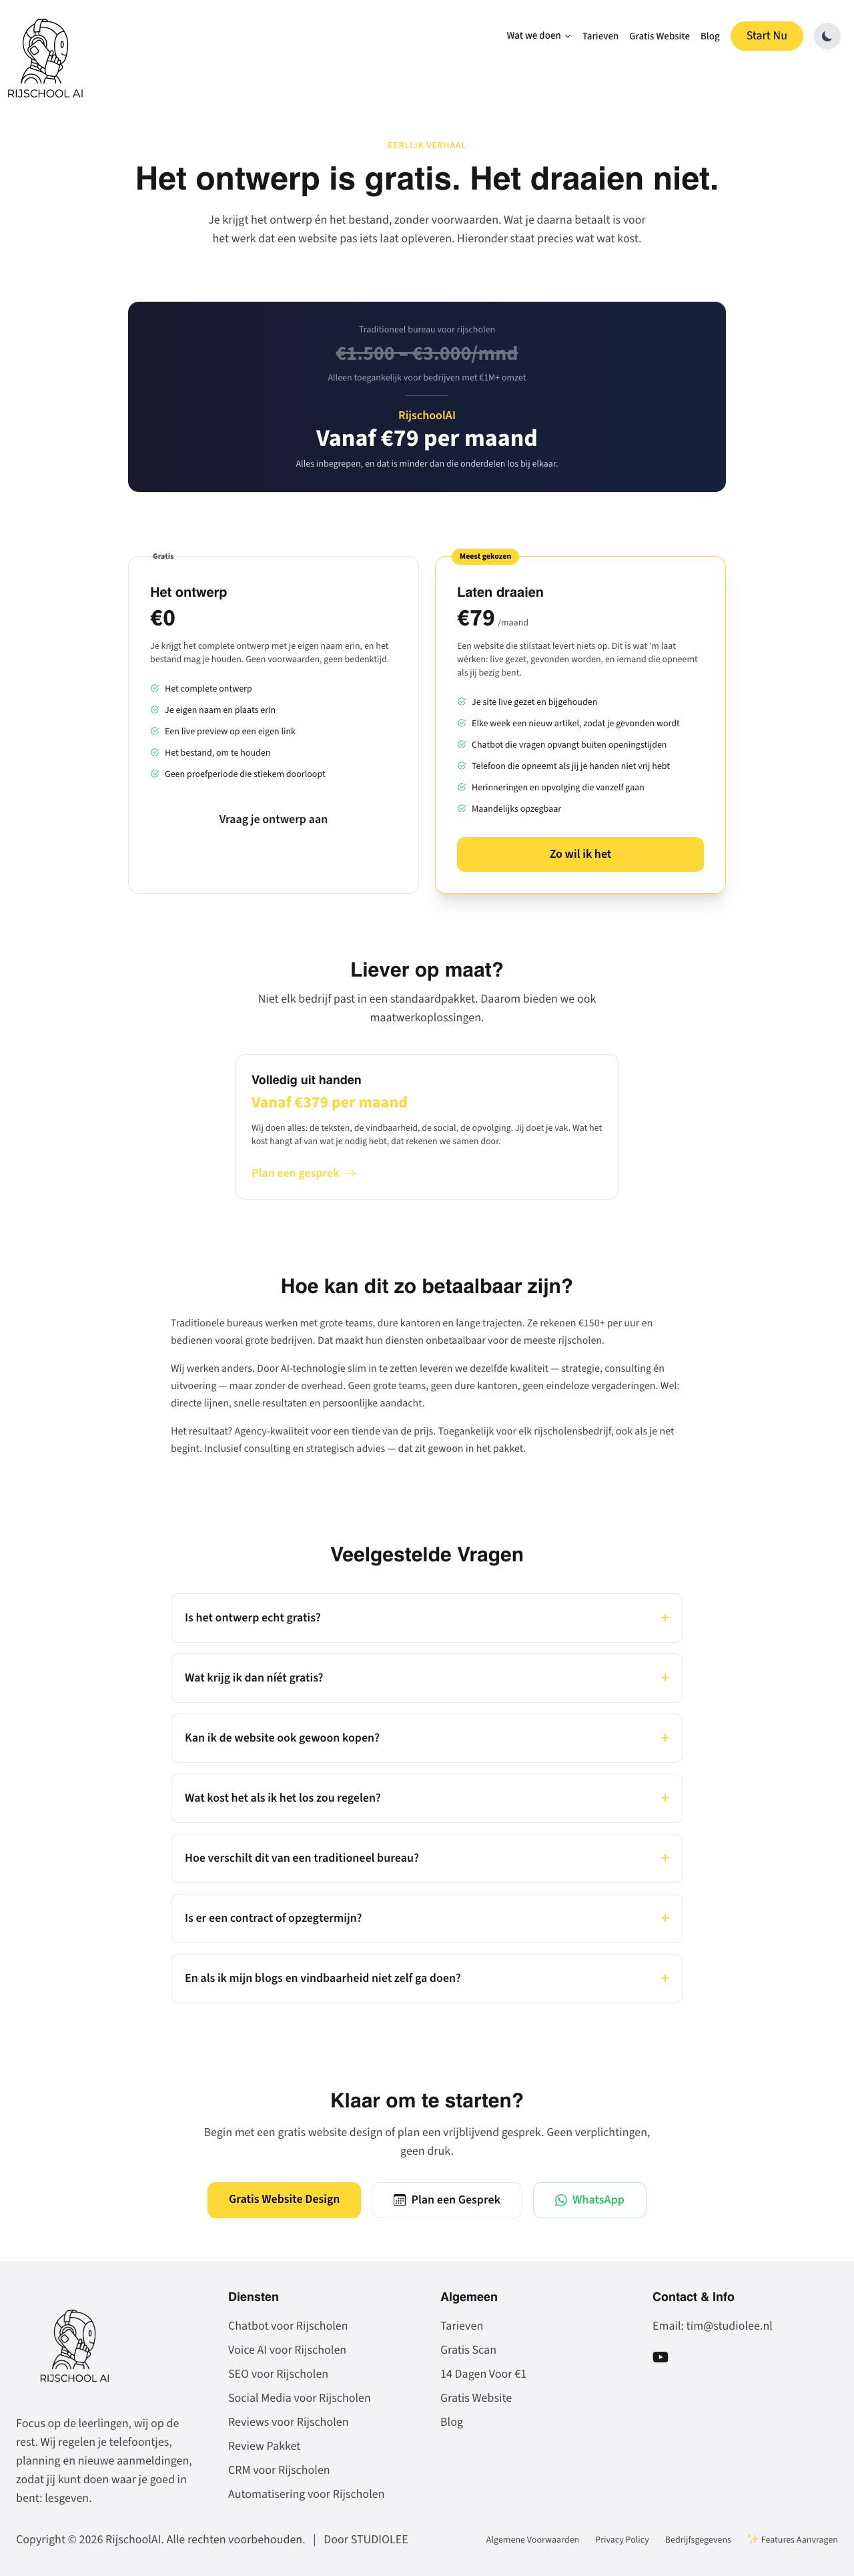 RIJSCHOOL AI
Wat we doen
Tarieven
Gratis Website
Blog
Start Nu
EERLIJK VERHAAL
Het ontwerp is gratis. Het draaien niet.
Je krijgt het ontwerp én het bestand, zonder voorwaarden. Wat je daarna betaalt is voor
het werk dat een website pas iets laat opleveren. Hieronder staat precies wat wat kost.
Traditioneel bureau voor rijscholen
€1.500 – €3.000/mnd
Alleen toegankelijk voor bedrijven met €1M+ omzet
RijschoolAI
Vanaf €79 per maand
Alles inbegrepen, en dat is minder dan die onderdelen los bij elkaar.
Gratis
Het ontwerp
€0
Je krijgt het complete ontwerp met je eigen naam erin, en het
bestand mag je houden. Geen voorwaarden, geen bedenktijd.
Het complete ontwerp
Je eigen naam en plaats erin
Een live preview op een eigen link
Het bestand, om te houden
Geen proefperiode die stiekem doorloopt
Vraag je ontwerp aan
Meest gekozen
Laten draaien
€79 /maand
Een website die stilstaat levert niets op. Dit is wat 'm laat
wérken: live gezet, gevonden worden, en iemand die opneemt
als jij bezig bent.
Je site live gezet en bijgehouden
Elke week een nieuw artikel, zodat je gevonden wordt
Chatbot die vragen opvangt buiten openingstijden
Telefoon die opneemt als jij je handen niet vrij hebt
Herinneringen en opvolging die vanzelf gaan
Maandelijks opzegbaar
Zo wil ik het
Liever op maat?
Niet elk bedrijf past in een standaardpakket. Daarom bieden we ook
maatwerkoplossingen.
Volledig uit handen
Vanaf €379 per maand
Wij doen alles: de teksten, de vindbaarheid, de social, de opvolging. Jij doet je vak. Wat het
kost hangt af van wat je nodig hebt, dat rekenen we samen door.
Plan een gesprek →
Hoe kan dit zo betaalbaar zijn?
Traditionele bureaus werken met grote teams, dure kantoren en lange trajecten. Ze rekenen €150+ per uur en
bedienen vooral grote bedrijven. Dat maakt hun diensten onbetaalbaar voor de meeste rijscholen.
Wij werken anders. Door AI-technologie slim in te zetten leveren we dezelfde kwaliteit — strategie, consulting én
uitvoering — maar zonder de overhead. Geen grote teams, geen dure kantoren, geen eindeloze vergaderingen. Wel:
directe lijnen, snelle resultaten en persoonlijke aandacht.
Het resultaat? Agency-kwaliteit voor een tiende van de prijs. Toegankelijk voor elk rijscholensbedrijf, ook als je net
begint. Inclusief consulting en strategisch advies — dat zit gewoon in het pakket.
Veelgestelde Vragen
Is het ontwerp echt gratis? +
Wat krijg ik dan níét gratis? +
Kan ik de website ook gewoon kopen? +
Wat kost het als ik het los zou regelen? +
Hoe verschilt dit van een traditioneel bureau? +
Is er een contract of opzegtermijn? +
En als ik mijn blogs en vindbaarheid niet zelf ga doen? +
Klaar om te starten?
Begin met een gratis website design of plan een vrijblijvend gesprek. Geen verplichtingen,
geen druk.
Gratis Website Design
Plan een Gesprek
WhatsApp
RIJSCHOOL AI
Focus op de leerlingen, wij op de
rest. Wij regelen je telefoontjes,
planning en nieuwe aanmeldingen,
zodat jij kunt doen waar je goed in
bent: lesgeven.
Diensten
Chatbot voor Rijscholen
Voice AI voor Rijscholen
SEO voor Rijscholen
Social Media voor Rijscholen
Reviews voor Rijscholen
Review Pakket
CRM voor Rijscholen
Automatisering voor Rijscholen
Algemeen
Tarieven
Gratis Scan
14 Dagen Voor €1
Gratis Website
Blog
Contact & Info
Email: tim@studiolee.nl
Copyright © 2026 RijschoolAI. Alle rechten voorbehouden. | Door STUDIOLEE
Algemene Voorwaarden
Privacy Policy
Bedrijfsgegevens
✨ Features Aanvragen